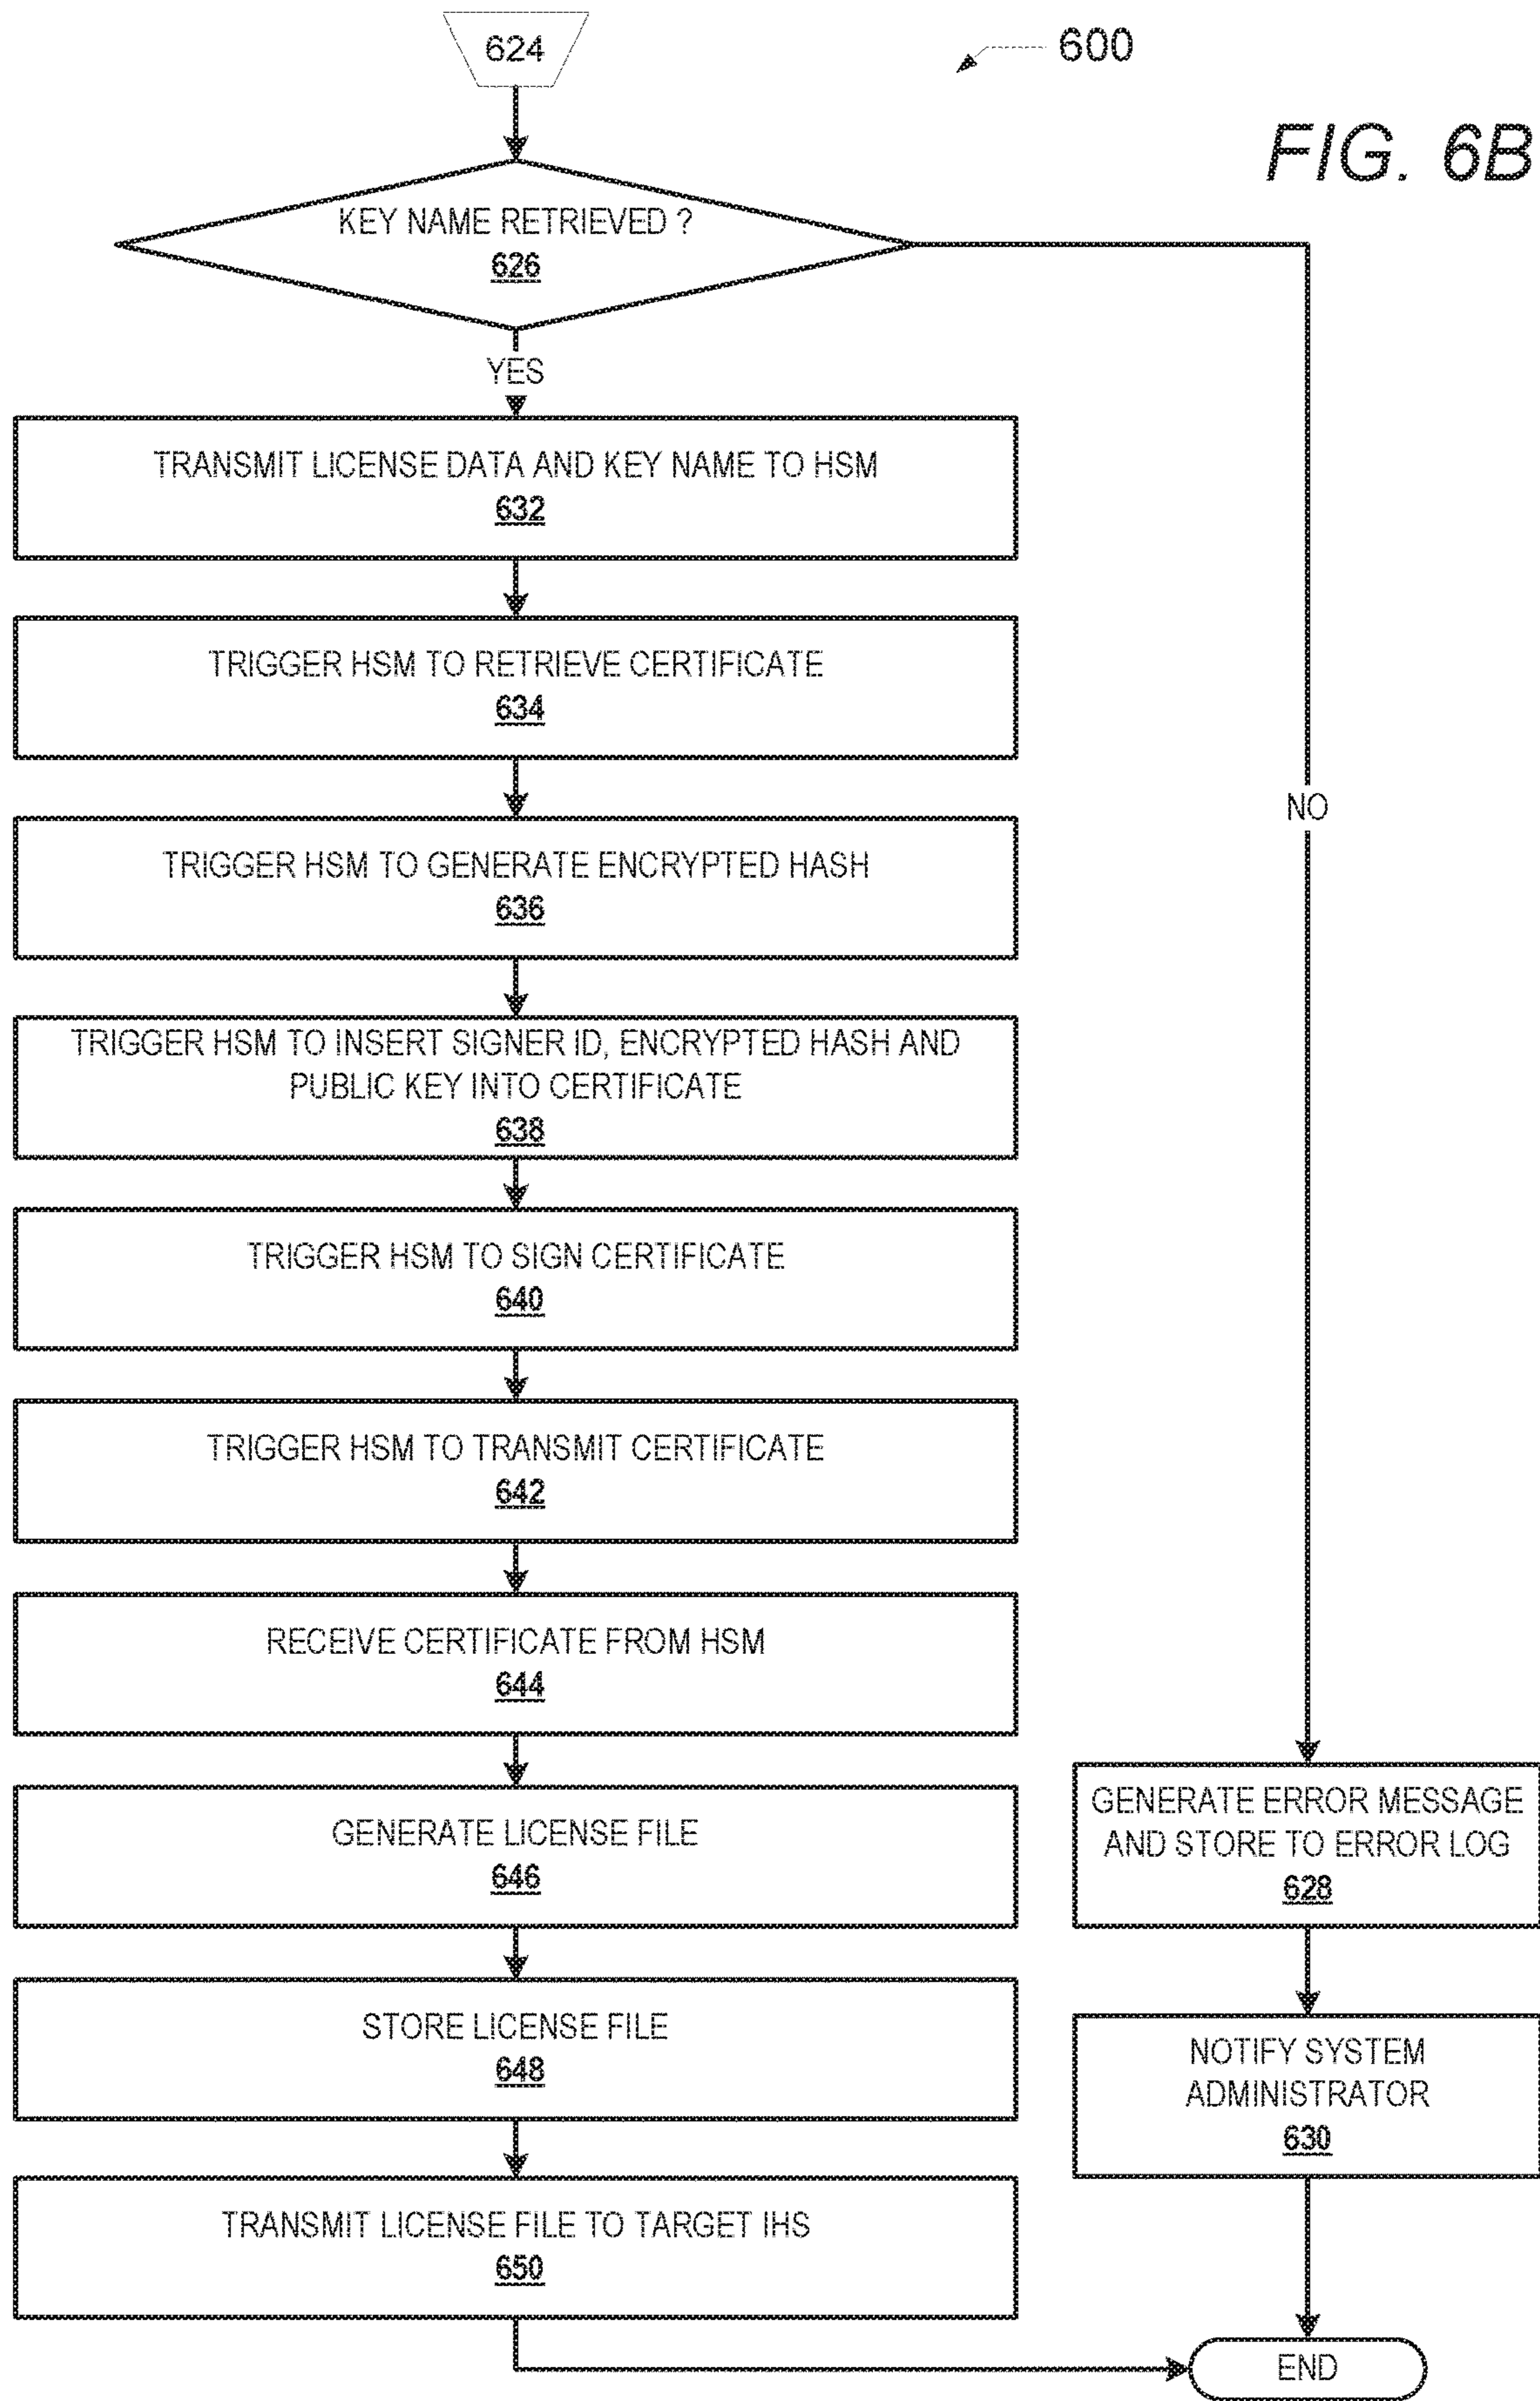 624
600
FIG. 6B
KEY NAME RETRIEVED ?
626
YES
NO
TRANSMIT LICENSE DATA AND KEY NAME TO HSM
632
TRIGGER HSM TO RETRIEVE CERTIFICATE
634
TRIGGER HSM TO GENERATE ENCRYPTED HASH
636
TRIGGER HSM TO INSERT SIGNER ID, ENCRYPTED HASH AND
PUBLIC KEY INTO CERTIFICATE
638
TRIGGER HSM TO SIGN CERTIFICATE
640
TRIGGER HSM TO TRANSMIT CERTIFICATE
642
RECEIVE CERTIFICATE FROM HSM
644
GENERATE LICENSE FILE
646
STORE LICENSE FILE
648
TRANSMIT LICENSE FILE TO TARGET IHS
650
GENERATE ERROR MESSAGE
AND STORE TO ERROR LOG
628
NOTIFY SYSTEM
ADMINISTRATOR
630
END